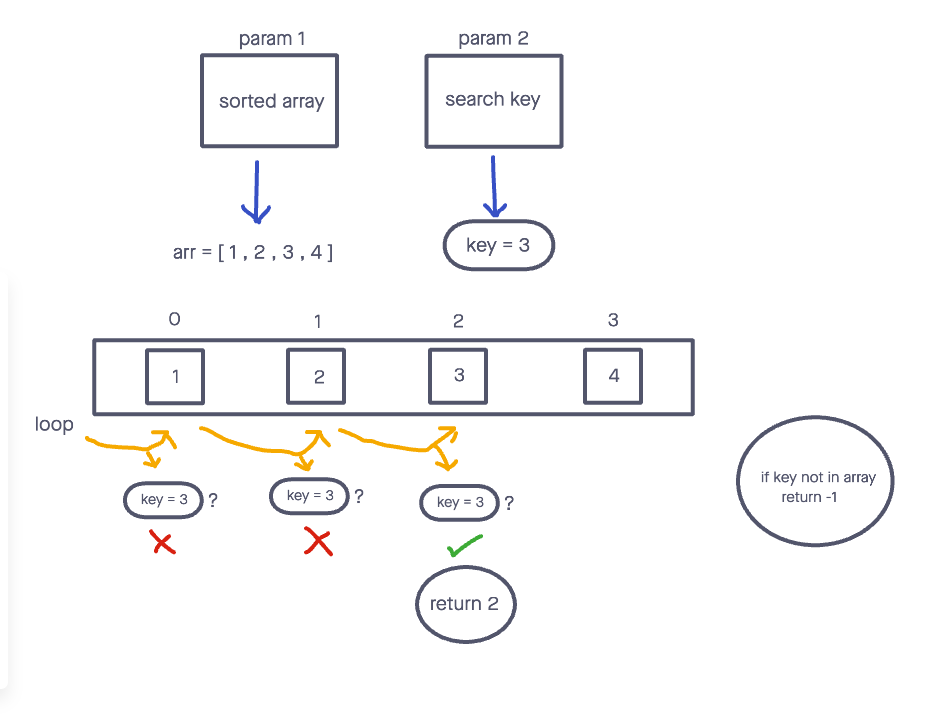 param 1
param 2
sorted array
search key
arr = [ 1 , 2 , 3 , 4 ]
key = 3
0
1
2
3
1
2
3
4
loop
key = 3 ?
key = 3 ?
key = 3 ?
if key not in array
return -1
return 2